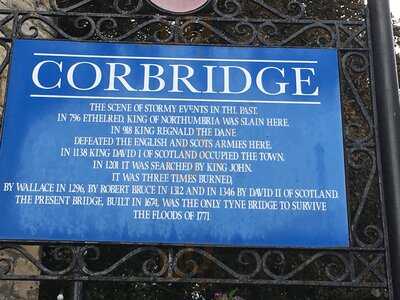 CORBRIDGE
THE SCENE OF STORMY EVENTS IN THE PAST.
IN 796 ETHELRED, KING OF NORTHUMBRIA WAS SLAIN HERE.
IN 918 KING REGNALD THE DANE
DEFEATED THE ENGLISH AND SCOTS ARMIES HERE.
IN 1138 KING DAVID I OF SCOTLAND OCCUPIED THE TOWN.
IN 1201 IT WAS SEARCHED BY KING JOHN.
IT WAS THREE TIMES BURNED,
BY WALLACE IN 1296, BY ROBERT BRUCE IN 1312 AND IN 1346 BY DAVID II OF SCOTLAND.
THE PRESENT BRIDGE, BUILT IN 1674, WAS THE ONLY TYNE BRIDGE TO SURVIVE
THE FLOODS OF 1771